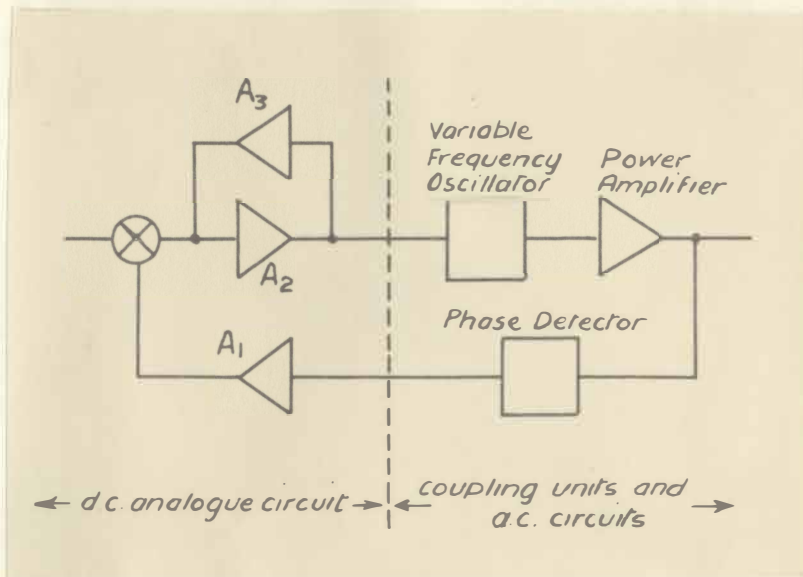 A3
Variable
Frequency
Oscillator
Power
Amplifier
A2
Phase Detector
A1
d.c. analogue circuit
coupling units and
a.c. circuits